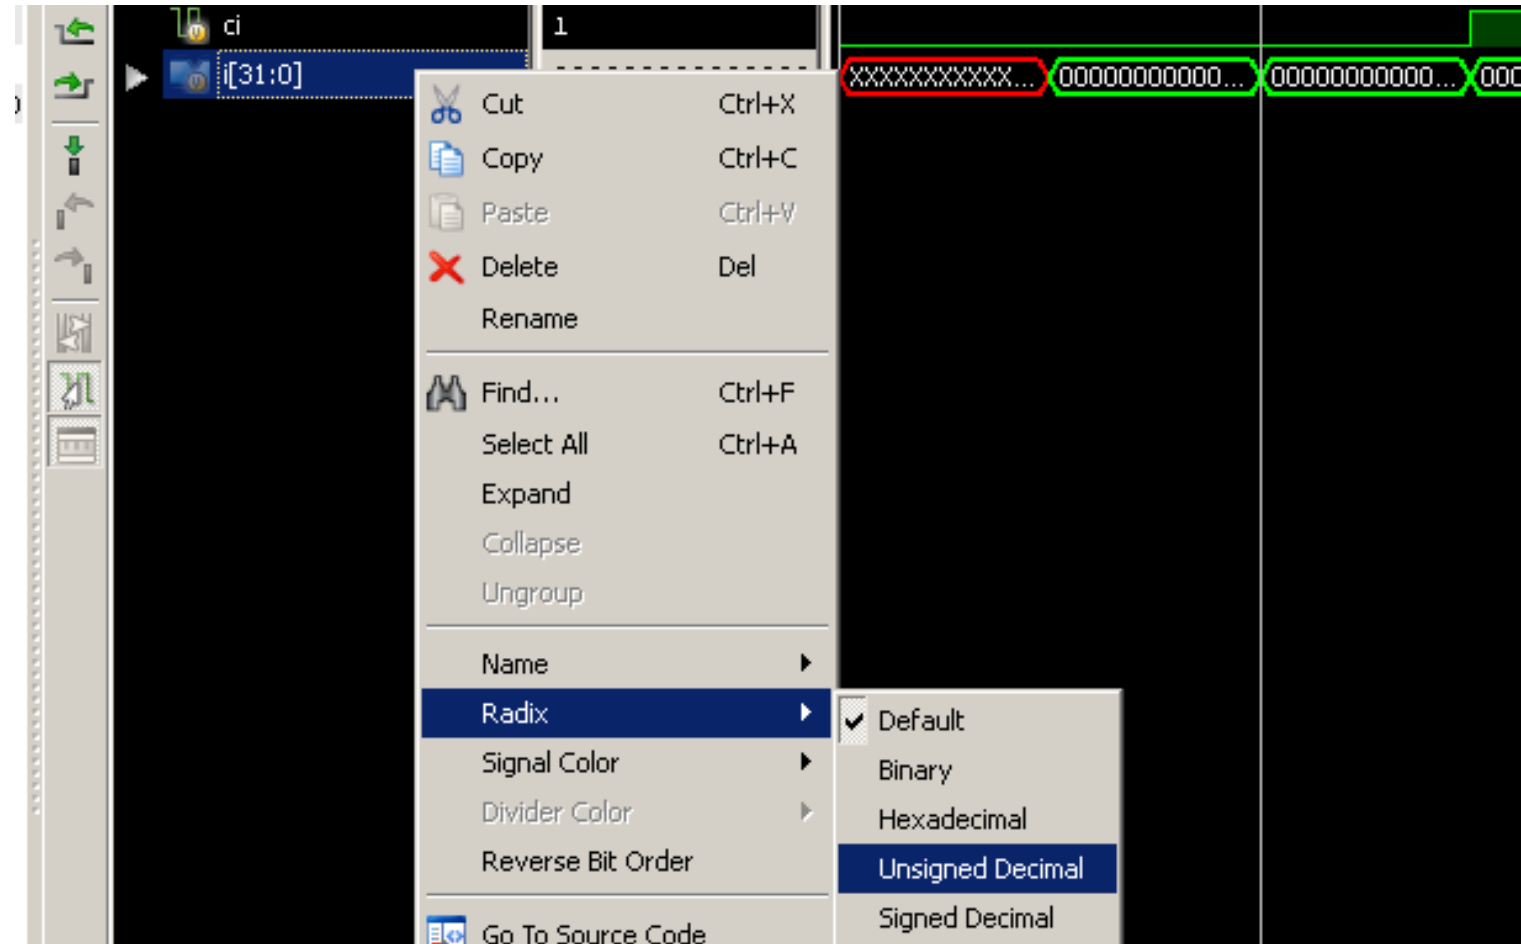 ci 1
i[31:0] XXXXXXXXXXX... 00000000000... 00000000000... 000
Cut Ctrl+X
Copy Ctrl+C
Paste Ctrl+V
Delete Del
Rename
Find... Ctrl+F
Select All Ctrl+A
Expand
Collapse
Ungroup
Name
Radix
Default
Signal Color
Binary
Divider Color
Hexadecimal
Reverse Bit Order
Unsigned Decimal
Signed Decimal
Go To Source Code